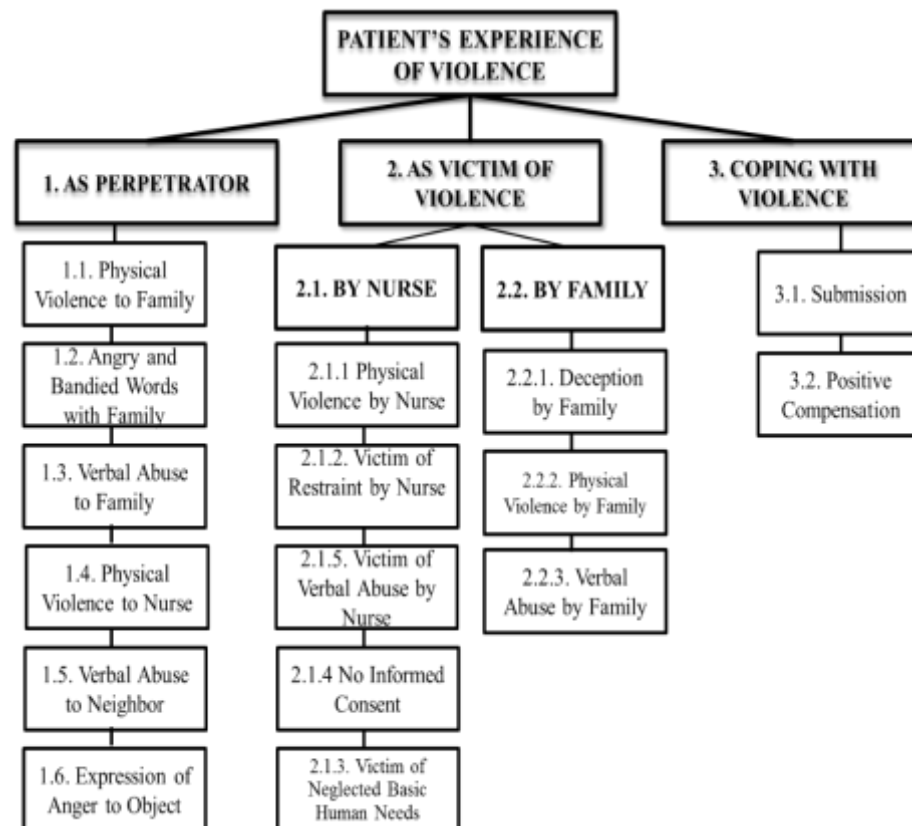 PATIENT'S EXPERIENCE
OF VIOLENCE
1. AS PERPETRATOR
2. AS VICTIM OF
VIOLENCE
3. COPING WITH
VIOLENCE
1.1. Physical
Violence to Family
1.2. Angry and
Bandied Words
with Family
1.3. Verbal Abuse
to Family
1.4. Physical
Violence to Nurse
1.5. Verbal Abuse
to Neighbor
1.6. Expression of
Anger to Object
2.1. BY NURSE
2.1.1 Physical
Violence by Nurse
2.1.2. Victim of
Restraint by Nurse
2.1.5. Victim of
Verbal Abuse by
Nurse
2.1.4 No Informed
Consent
2.1.3. Victim of
Neglected Basic
Human Needs
2.2. BY FAMILY
2.2.1. Deception
by Family
2.2.2. Physical
Violence by Family
2.2.3. Verbal
Abuse by Family
3.1. Submission
3.2. Positive
Compensation